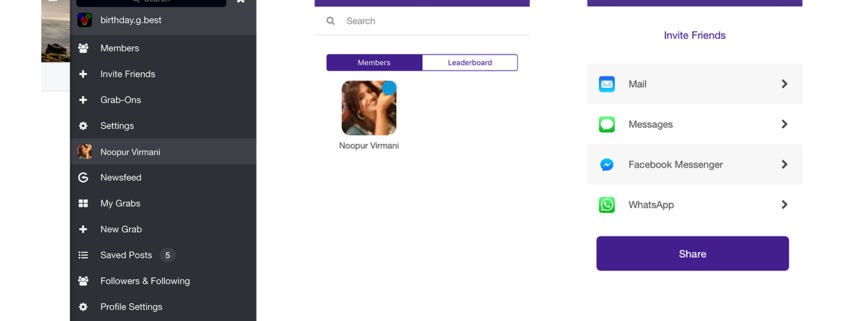 Search
birthday.g.best
Members
Invite Friends
Grab-Ons
Settings
Noopur Virmani
Newsfeed
My Grabs
New Grab
Saved Posts 5
Followers & Following
Profile Settings
Search
Members Leaderboard
Noopur Virmani
Invite Friends
Mail
Messages
Facebook Messenger
WhatsApp
Share